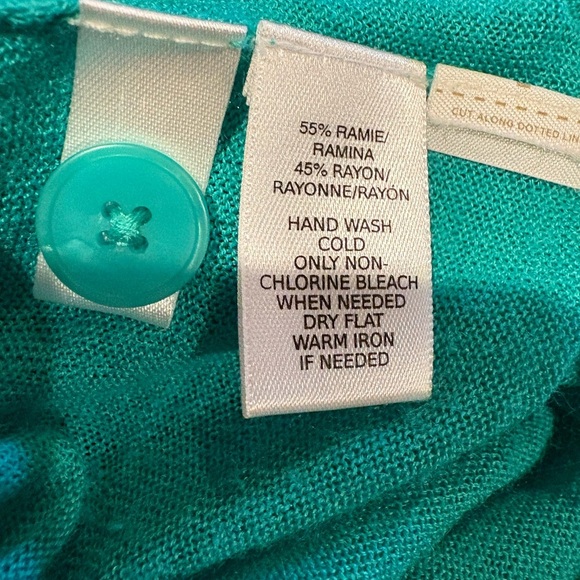 55% RAMIE/
RAMINA
45% RAYON/
RAYONNE/RAYÓN
HAND WASH
COLD
ONLY NON-
CHLORINE BLEACH
WHEN NEEDED
DRY FLAT
WARM IRON
IF NEEDED
CUT ALONG DOTTED LIN